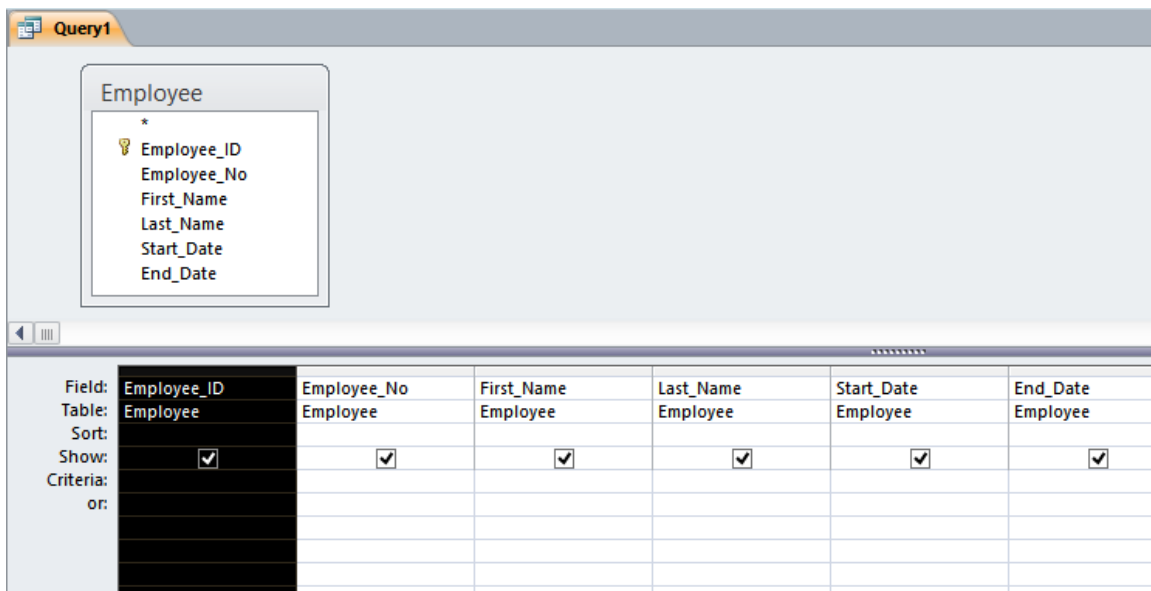 Query1
Employee
*
Employee_ID
Employee_No
First_Name
Last_Name
Start_Date
End_Date
Field: Employee_ID Employee_No First_Name Last_Name Start_Date End_Date
Table: Employee Employee Employee Employee Employee Employee
Sort:
Show:
Criteria:
or: